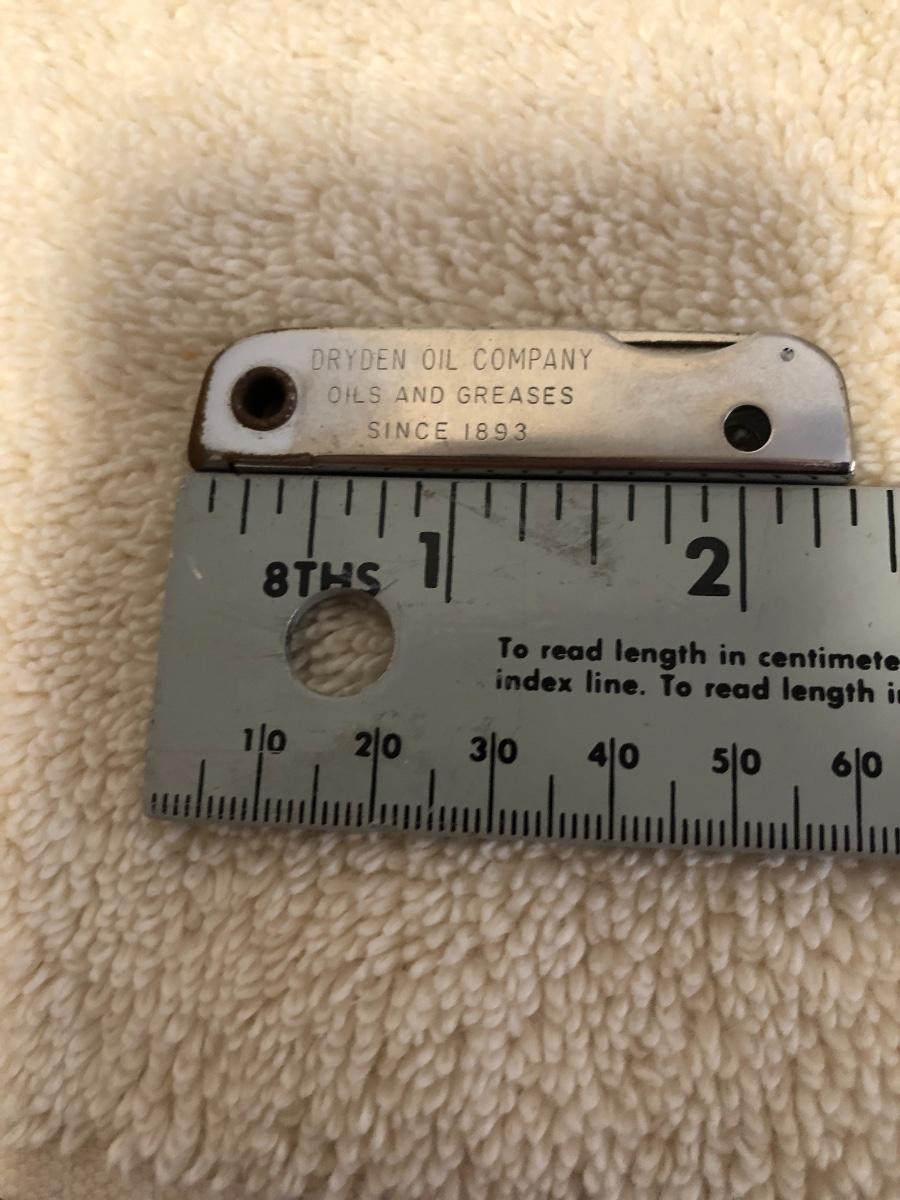 DRYDEN OIL COMPANY
OILS AND GREASES
SINCE 1893
1 2
8THS
To read length in centimete
index line. To read length i
10 20 30 40 50 60